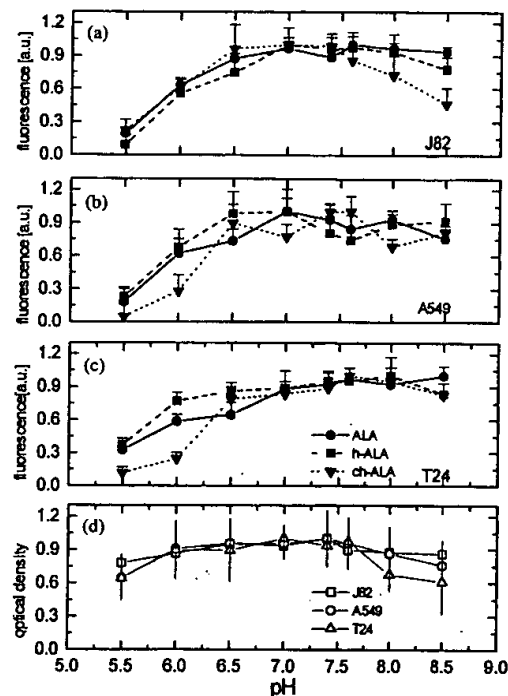 (a)
fluorescence [a.u.]
1.2
0.9
0.6
0.3
0.0
J82
(b)
fluorescence [a.u.]
1.2
0.9
0.6
0.3
0.0
A549
(c)
fluorescence[a.u.]
1.2
0.9
0.6
0.3
0.0
ALA
h-ALA
ch-ALA
T24
(d)
optical density
1.2
0.9
0.6
0.3
0.0
J82
A549
T24
5.0 5.5 6.0 6.5 7.0 7.5 8.0 8.5 9.0
pH